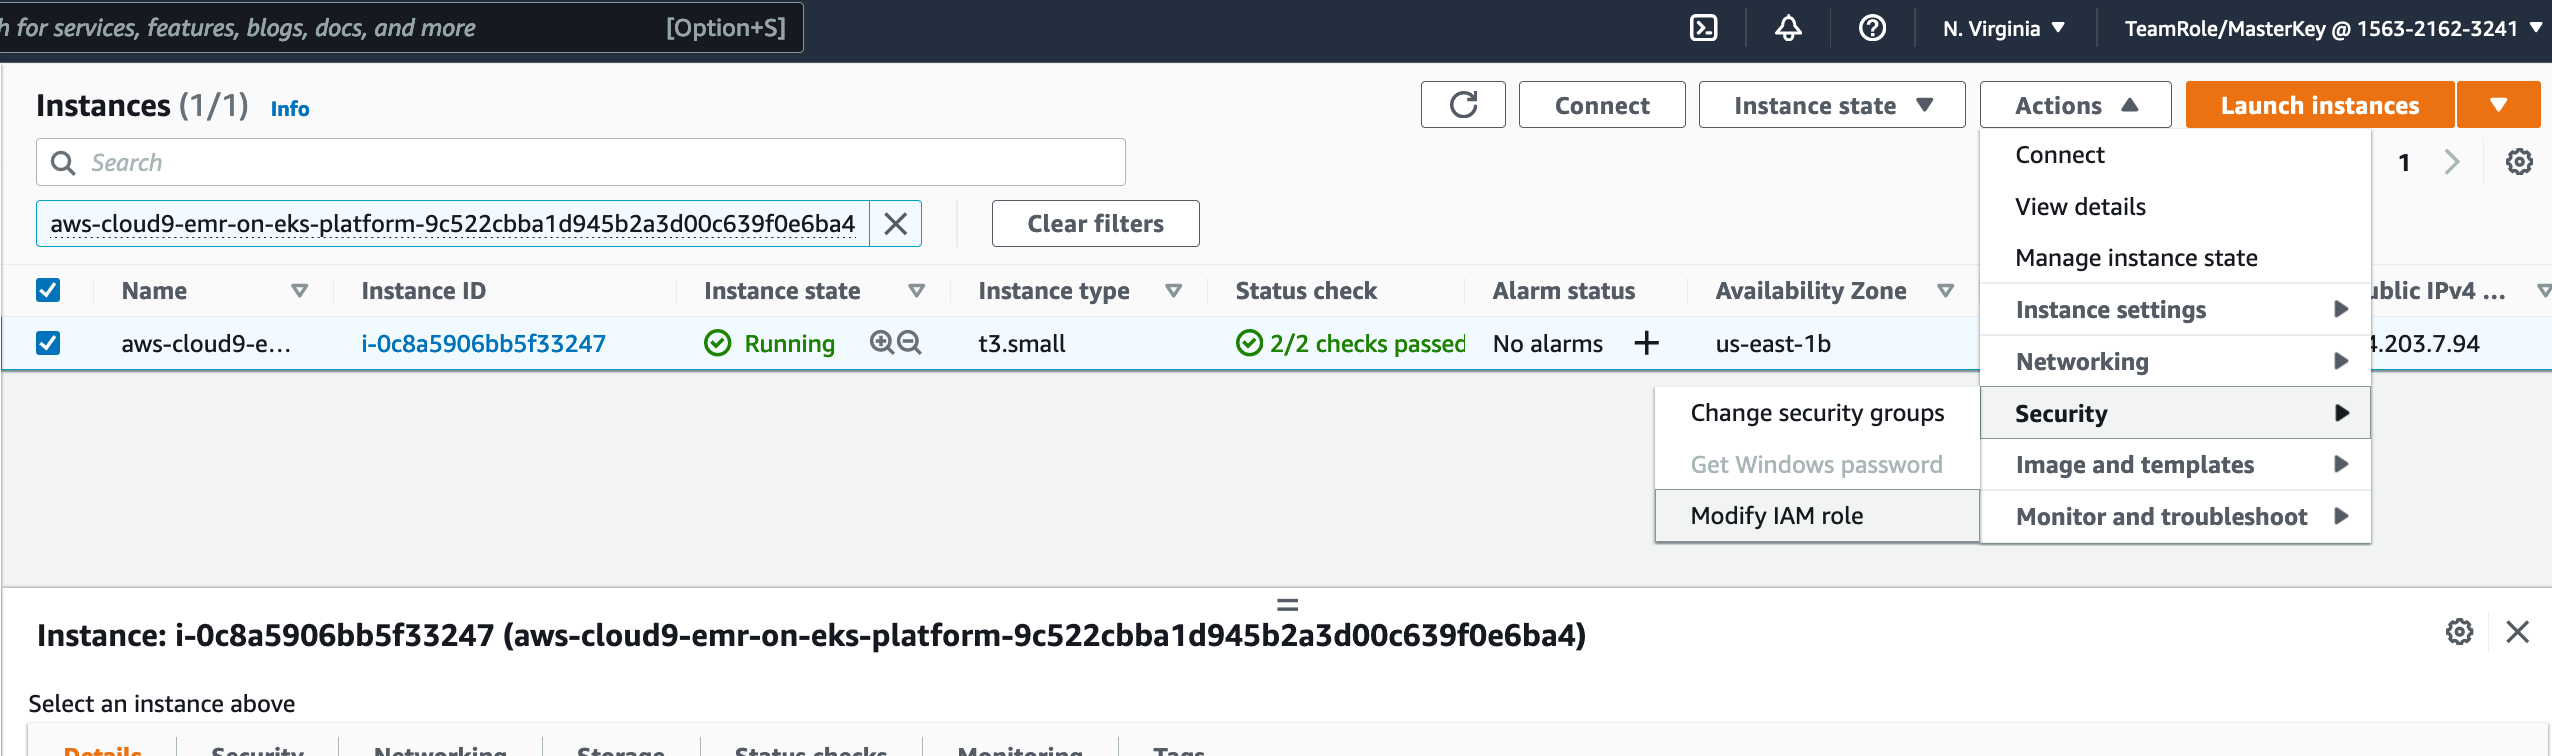 for services, features, blogs, docs, and more [Option+S]
N. Virginia TeamRole/MasterKey @ 1563-2162-3241
Instances (1/1) Info
Connect Instance state Actions Launch instances
Search
1
aws-cloud9-emr-on-eks-platform-9c522cbba1d945b2a3d00c639f0e6ba4
Clear filters
Name Instance ID Instance state Instance type Status check Alarm status Availability Zone ublic IPv4 ...
aws-cloud9-e... i-0c8a5906bb5f33247 Running t3.small 2/2 checks passed No alarms us-east-1b 4.203.7.94
Connect
View details
Manage instance state
Instance settings
Networking
Security
Image and templates
Monitor and troubleshoot
Change security groups
Get Windows password
Modify IAM role
Instance: i-0c8a5906bb5f33247 (aws-cloud9-emr-on-eks-platform-9c522cbba1d945b2a3d00c639f0e6ba4)
Select an instance above
Details Security Networking Storage Status checks Monitoring Tags